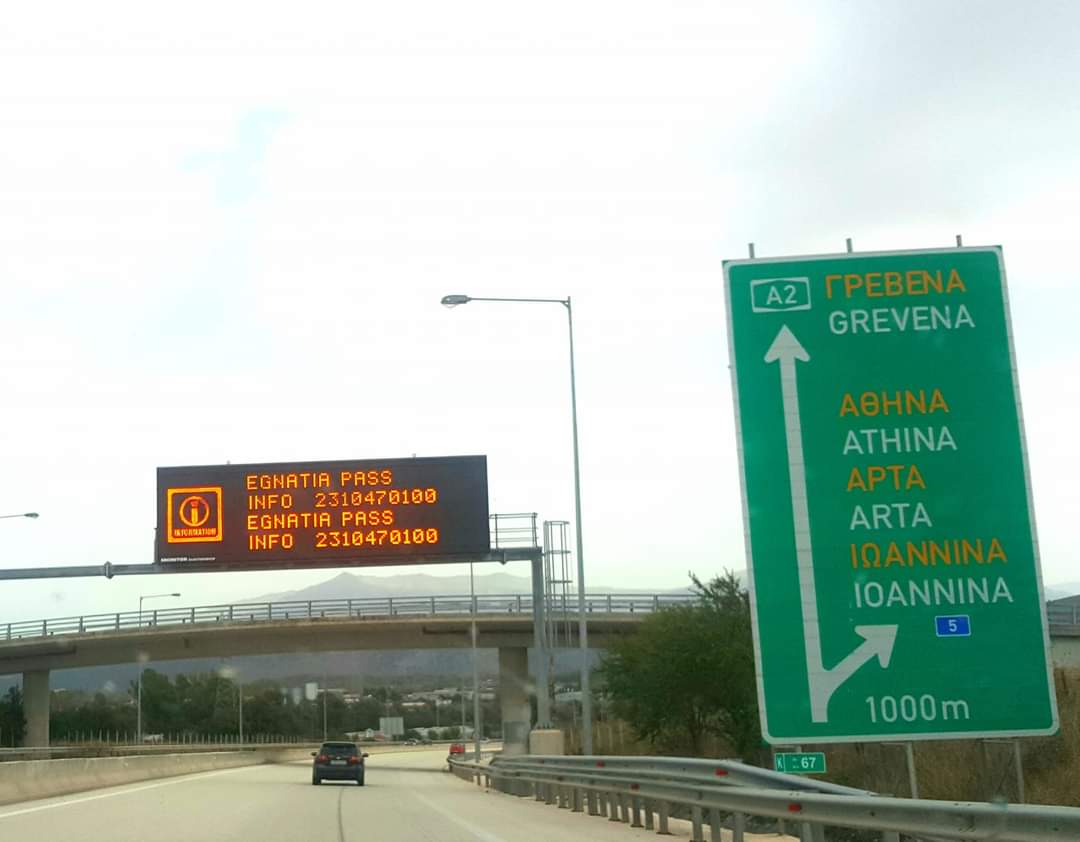 EGNATIA PASS
INFO 2310470100
EGNATIA PASS
INFO 2310470100
INFORMATION
A2 ΓΡΕΒΕΝΑ
GREVENA
ΑΘΗΝΑ
ATHINA
ΑΡΤΑ
ARTA
ΙΩΑΝΝΙΝΑ
IOANNINA
5
1000m
K 67